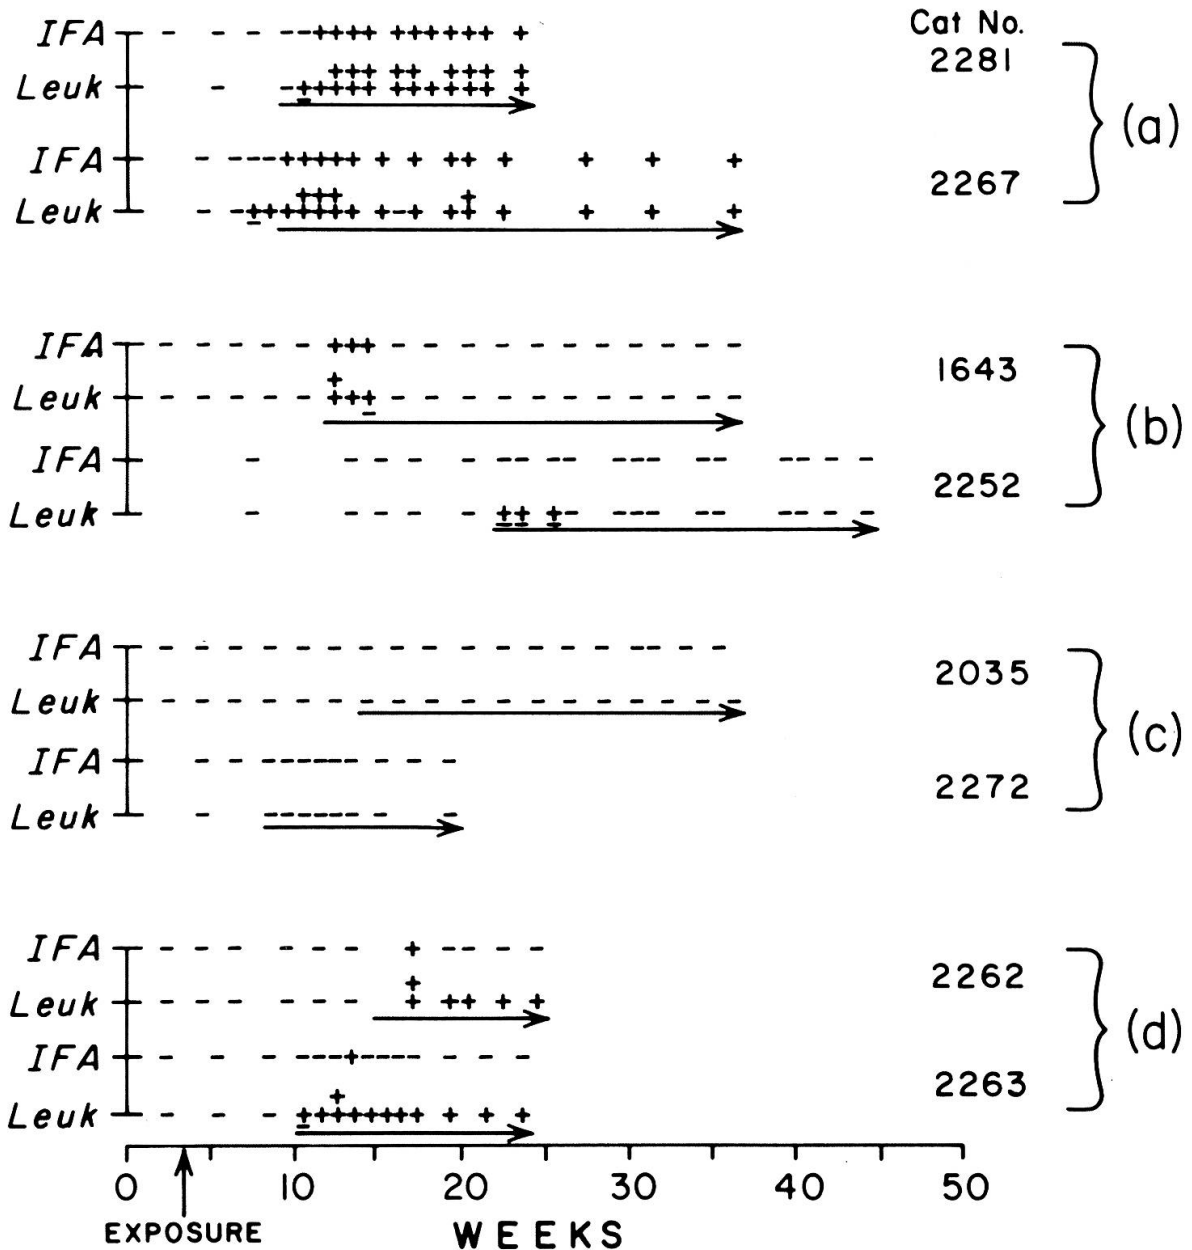 Cat No.
IFA
2281
Leuk
(a)
IFA
2267
Leuk
IFA
1643
Leuk
(b)
IFA
2252
Leuk
IFA
2035
Leuk
(c)
IFA
2272
Leuk
IFA
2262
Leuk
(d)
IFA
2263
Leuk
0 10 20 30 40 50
EXPOSURE
WEEKS